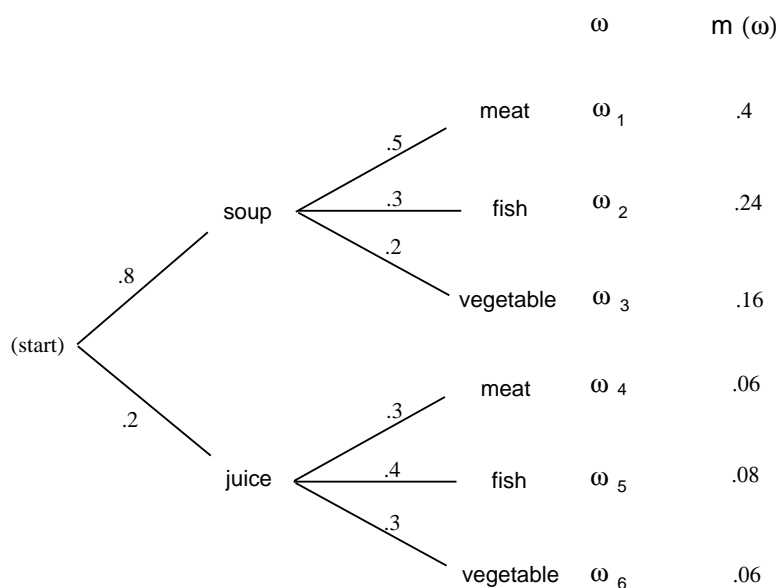 ω m (ω)
meat ω 1 .4
.5
soup .3 fish ω 2 .24
.2
.8
vegetable ω 3 .16
(start)
meat ω 4 .06
.2 .3
juice .4 fish ω 5 .08
.3
vegetable ω 6 .06